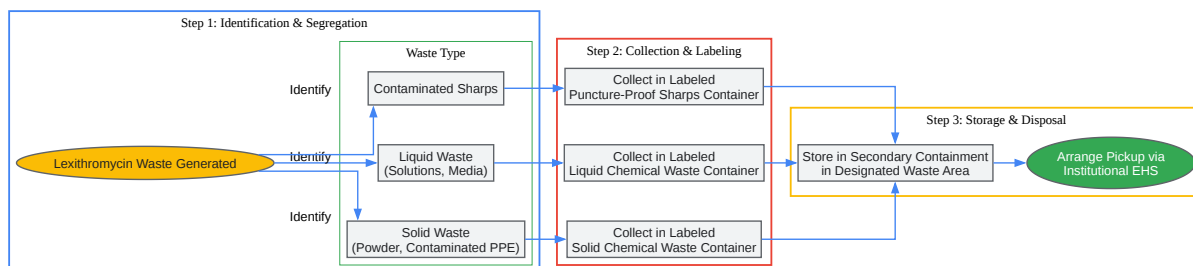 Step 1: Identification & Segregation
Waste Type
Identify
Contaminated Sharps
Lexithromycin Waste Generated
Identify
Liquid Waste
(Solutions, Media)
Identify
Solid Waste
(Powder, Contaminated PPE)
Step 2: Collection & Labeling
Collect in Labeled
Puncture-Proof Sharps Container
Collect in Labeled
Liquid Chemical Waste Container
Collect in Labeled
Solid Chemical Waste Container
Step 3: Storage & Disposal
Store in Secondary Containment
in Designated Waste Area
Arrange Pickup via
Institutional EHS